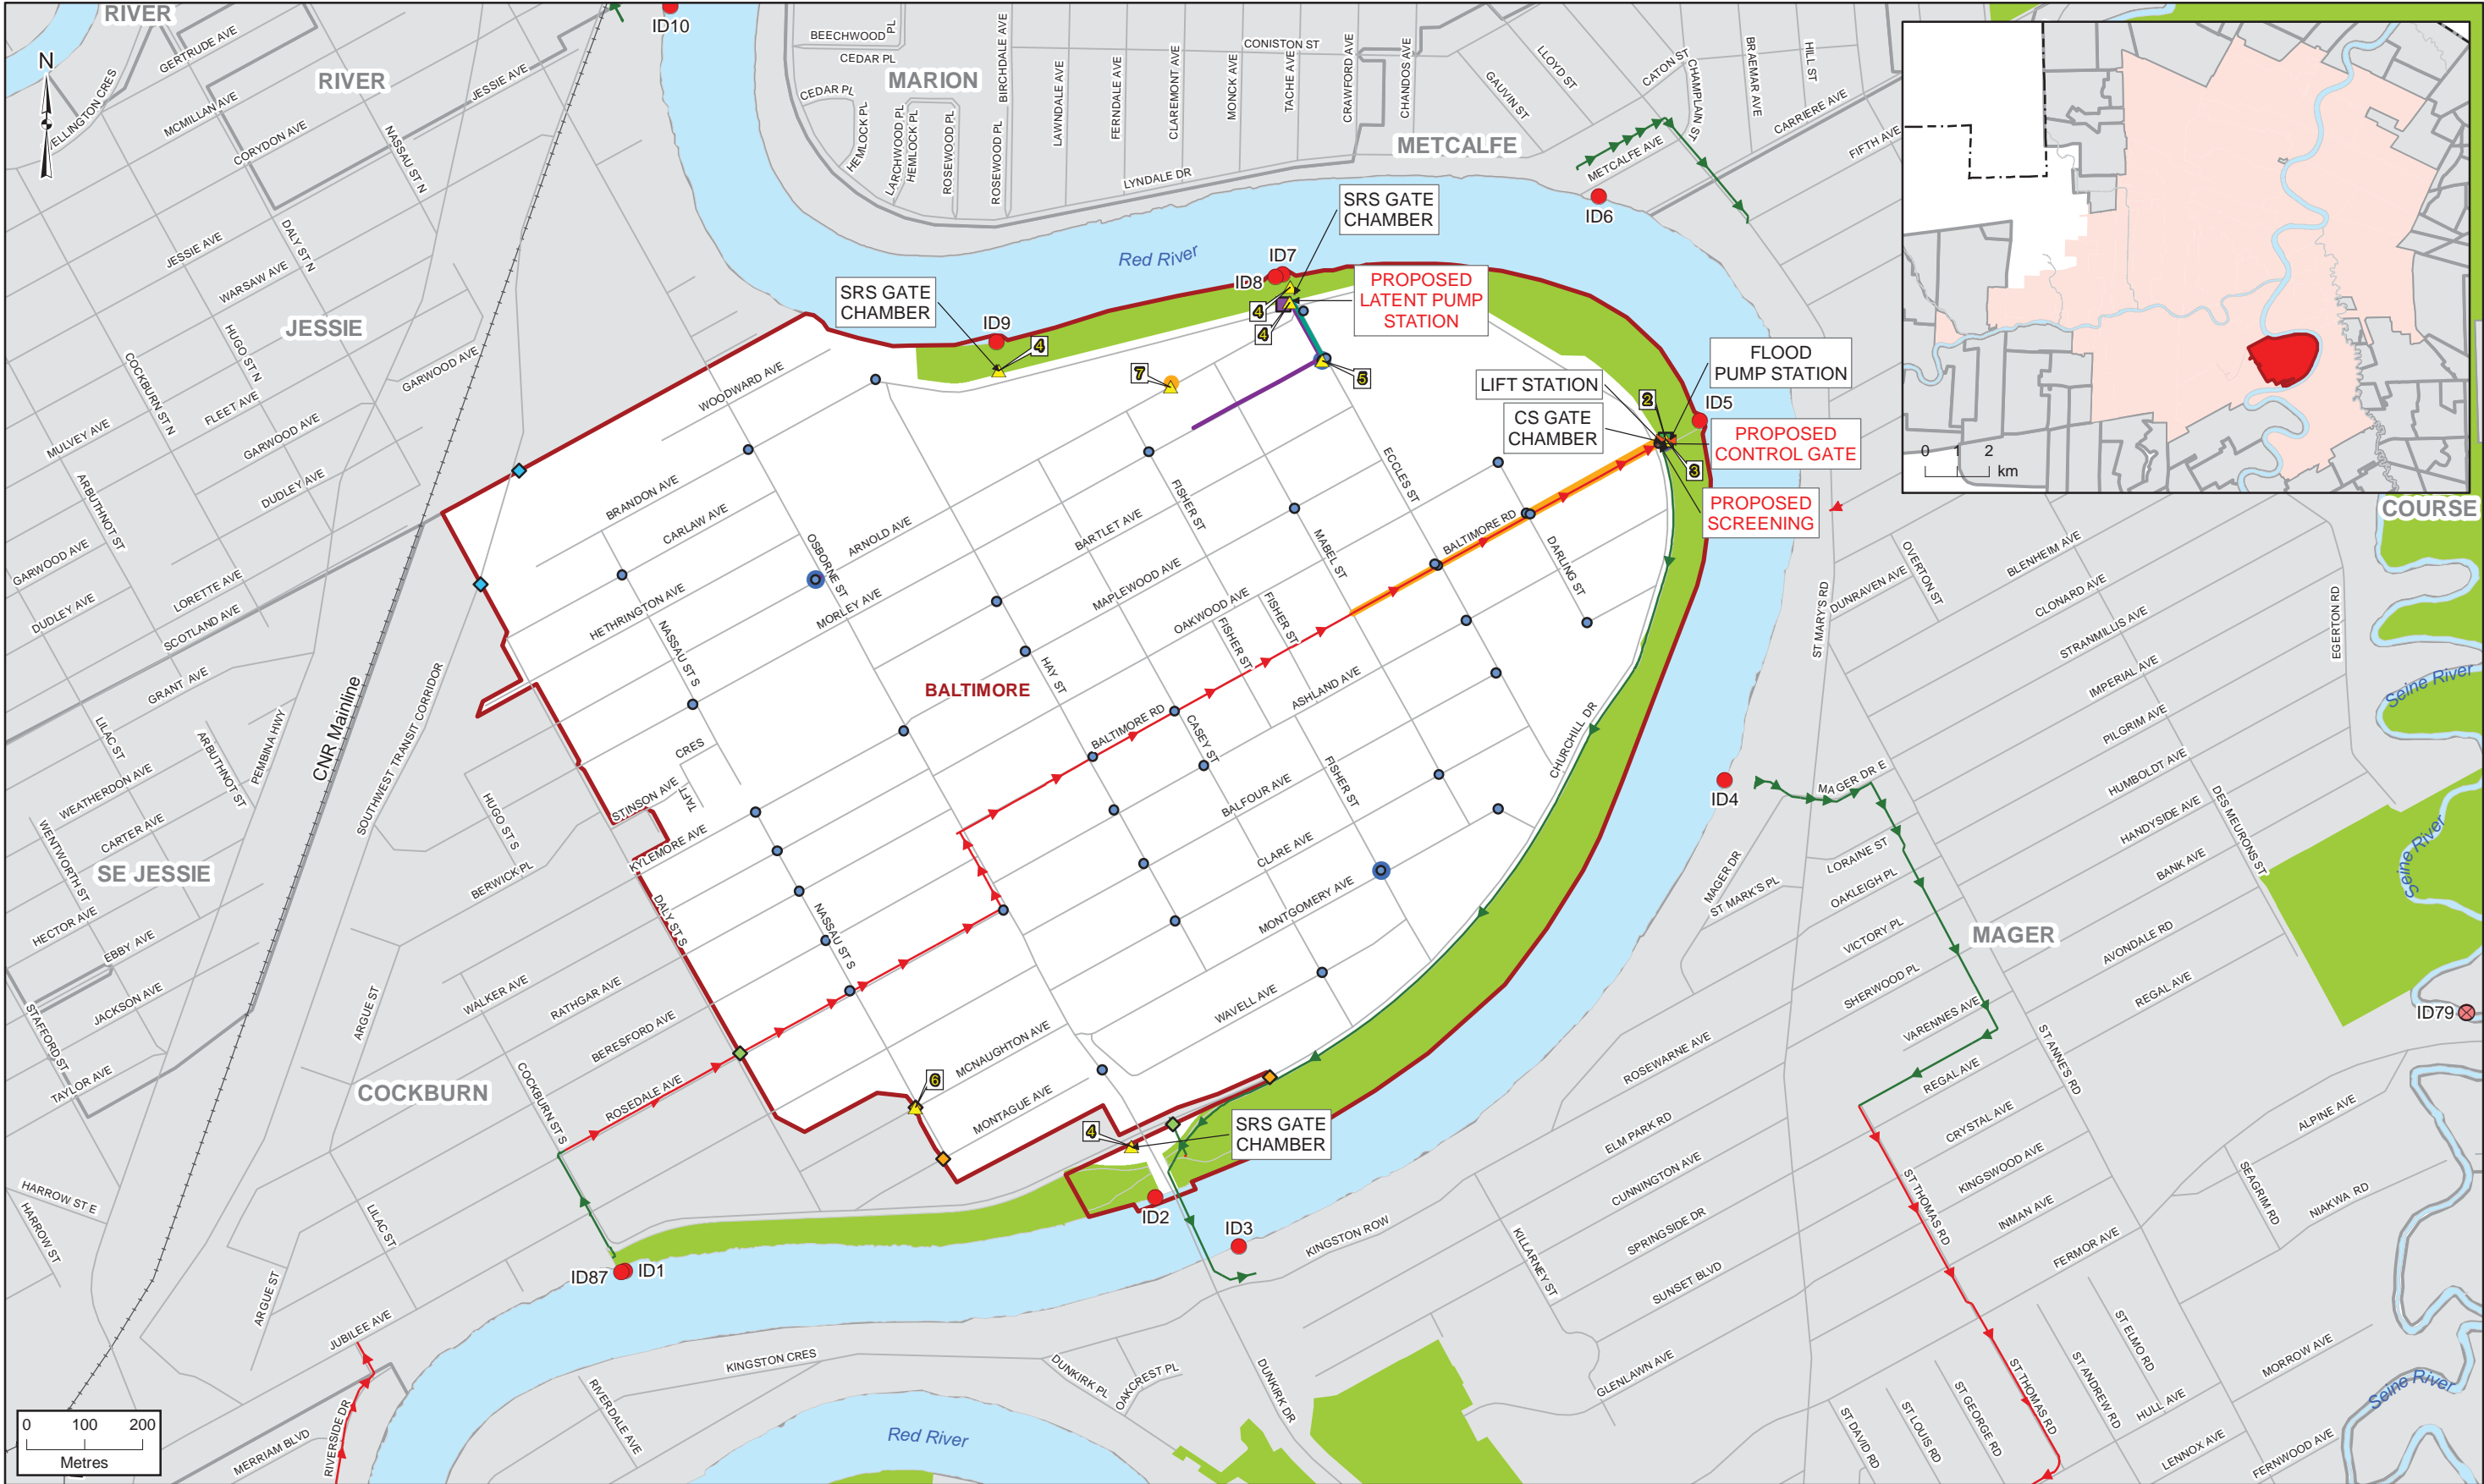 RIVER
ID10
N
GERTRUDE AVE
RIVER
MCMILLAN AVE
CORYDON AVE
JESSIE AVE
NASSAU ST N
BEECHWOOD PL
CEDAR PL
CEDAR PL
MARION
HEMLOCK PL
LARCHWOOD PL
HEMLOCK PL
ROSEWOOD PL
BIRCHDALE AVE
ROSEWOOD PL
LAWNDALE AVE
FERNDALE AVE
CLAREMONT AVE
MONCK AVE
CONISTON ST
TACHE AVE
CRAWFORD AVE
CHANDOS AVE
GAUVIN ST
LLOYD ST
CATON ST
CHAMPLAIN ST
BRAEMAR AVE
HILL ST
CARRIERE AVE
FIFTH AVE
METCALFE
METCALFE AVE
LYNDALE DR
ID6
SRS GATE
CHAMBER
Red River
JESSIE AVE
WARSAW AVE
DALY ST N
JESSIE
HUGO ST N
COCKBURN ST N
GARWOOD AVE
FLEET AVE
MULVEY AVE
GARWOOD AVE
DUDLEY AVE
ARBUTHNOT ST
GARWOOD AVE
DUDLEY AVE
LORETTE AVE
SCOTLAND AVE
GRANT AVE
SRS GATE
CHAMBER
ID9
4
ID7
ID8
4
4
PROPOSED
LATENT PUMP
STATION
7
5
FLOOD
PUMP STATION
LIFT STATION
2
ID5
CS GATE
CHAMBER
PROPOSED
CONTROL GATE
3
PROPOSED
SCREENING
0 1 2
km
COURSE
WOODWARD AVE
BRANDON AVE
CARLAW AVE
OSBORNE ST
ARNOLD AVE
HETHRINGTON AVE
MORLEY AVE
NASSAU ST S
FISHER ST
BARTLET AVE
MAPLEWOOD AVE
OAKWOOD AVE
MABEL ST
ECCLES ST
BALTIMORE RD
DARLING ST
FISHER ST
FISHER ST
HAY ST
BALTIMORE
BALTIMORE RD
CASEY ST
ASHLAND AVE
FISHER ST
BALFOUR AVE
CLARE AVE
MONTGOMERY AVE
CHURCHILL DR
CRES
TAFT
STINSON AVE
KYLEMORE AVE
DALY ST S
NASSAU ST S
WAVELL AVE
MCNAUGHTON AVE
MONTAGUE AVE
6
4
SRS GATE
CHAMBER
ID2
ID3
CNR Mainline
SOUTHWEST TRANSIT CORRIDOR
PEMBINA HWY
LILAC ST
ARBUTHNOT ST
WEATHERDON AVE
CARTER AVE
WENTWORTH ST
SE JESSIE
HECTOR AVE
EBBY AVE
JACKSON AVE
STAFFORD ST
TAYLOR AVE
HUGO ST S
BERWICK PL
WALKER AVE
RATHGAR AVE
BERESFORD AVE
ARGUE ST
COCKBURN
COCKBURN ST S
ROSEDALE AVE
HARROW ST E
HARROW ST
LILAC ST
ARGUE ST
ID87
ID1
JUBILEE AVE
RIVERSIDE DR
MERRIAM BLVD
0 100 200
Metres
KINGSTON CRES
RIVERDALE AVE
Red River
DUNKIRK PL
OAKCREST PL
DUNKIRK DR
KINGSTON ROW
KILLARNEY ST
ELM PARK RD
CUNNINGTON AVE
SPRINGSIDE DR
SUNSET BLVD
GLENLAWN AVE
ROSEWARNE AVE
ID4
MAGER DR E
MAGER DR
ST MARK'S PL
LORAINE ST
OAKLEIGH PL
VICTORY PL
SHERWOOD PL
VARENNES AVE
MAGER
ST MARY'S RD
DUNRAVEN AVE
OVERTON ST
BLENHEIM AVE
CLONARD AVE
STRANMILLIS AVE
IMPERIAL AVE
PILGRIM AVE
HUMBOLDT AVE
HANDYSIDE AVE
BANK AVE
DES MEURONS ST
AVONDALE RD
REGAL AVE
EGERTON RD
Seine River
Seine River
ID79
ST ANNE'S RD
REGAL AVE
CRYSTAL AVE
KINGSWOOD AVE
INMAN AVE
FERMOR AVE
ALPINE AVE
SEAGRIM RD
NIAKWA RD
ST THOMAS RD
ST THOMAS RD
ST ELMO RD
ST ANDREW RD
ST GEORGE RD
ST LOUIS RD
ST DAVID RD
MORROW AVE
HULL AVE
LENNOX AVE
FERNWOOD AVE
Seine River